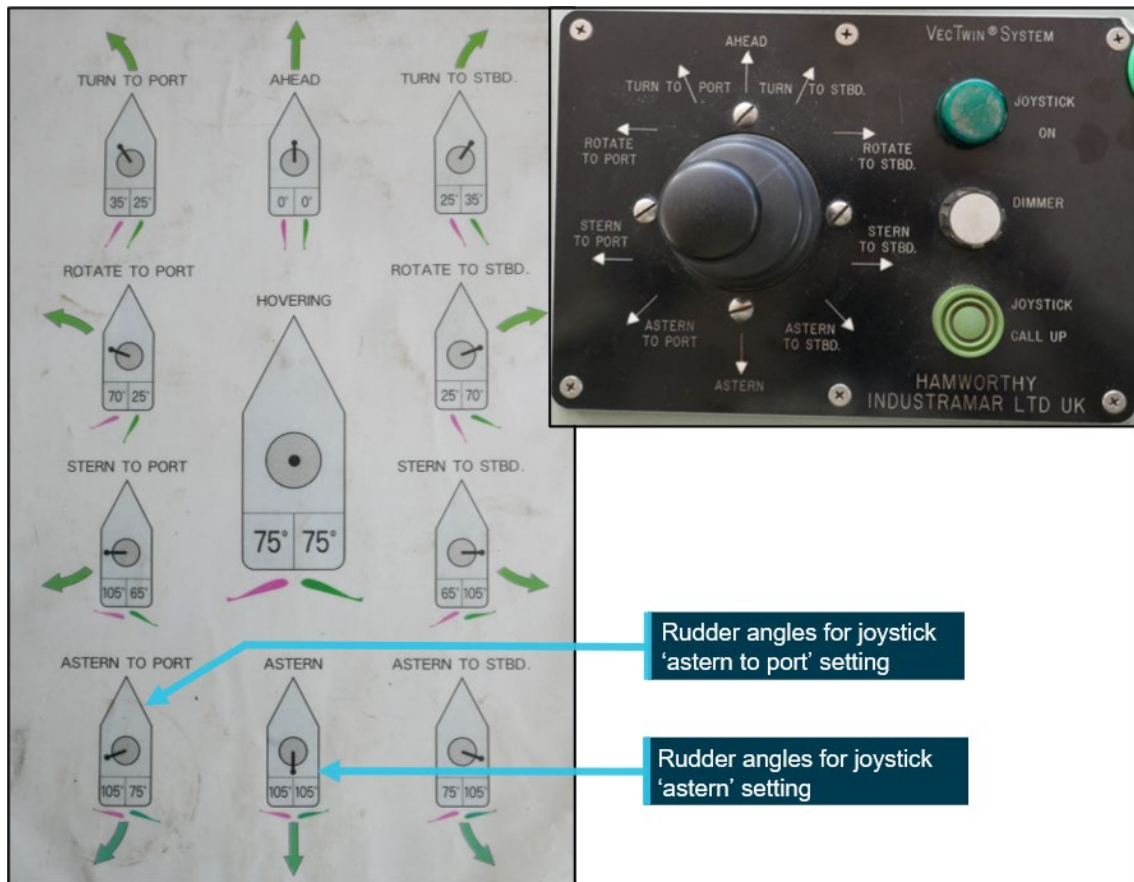 TURN TO PORT
AHEAD
TURN TO STBD.
35° 25°
0° 0°
25° 35°
ROTATE TO PORT
HOVERING
ROTATE TO STBD.
70° 25°
25° 70°
STERN TO PORT
STERN TO STBD.
75° 75°
105° 65°
65° 105°
ASTERN TO PORT
ASTERN
ASTERN TO STBD.
105° 75°
105° 105°
75° 105°
VECTWIN® SYSTEM
AHEAD
TURN TO PORT
TURN TO STBD.
ROTATE
TO PORT
ROTATE
TO STBD.
STERN
TO PORT
STERN
TO STBD.
ASTERN
TO PORT
ASTERN
TO STBD.
ASTERN
JOYSTICK
ON
DIMMER
JOYSTICK
CALL UP
HAMWORTHY
INDUSTRAMAR LTD UK
Rudder angles for joystick
‘astern to port’ setting
Rudder angles for joystick
‘astern’ setting